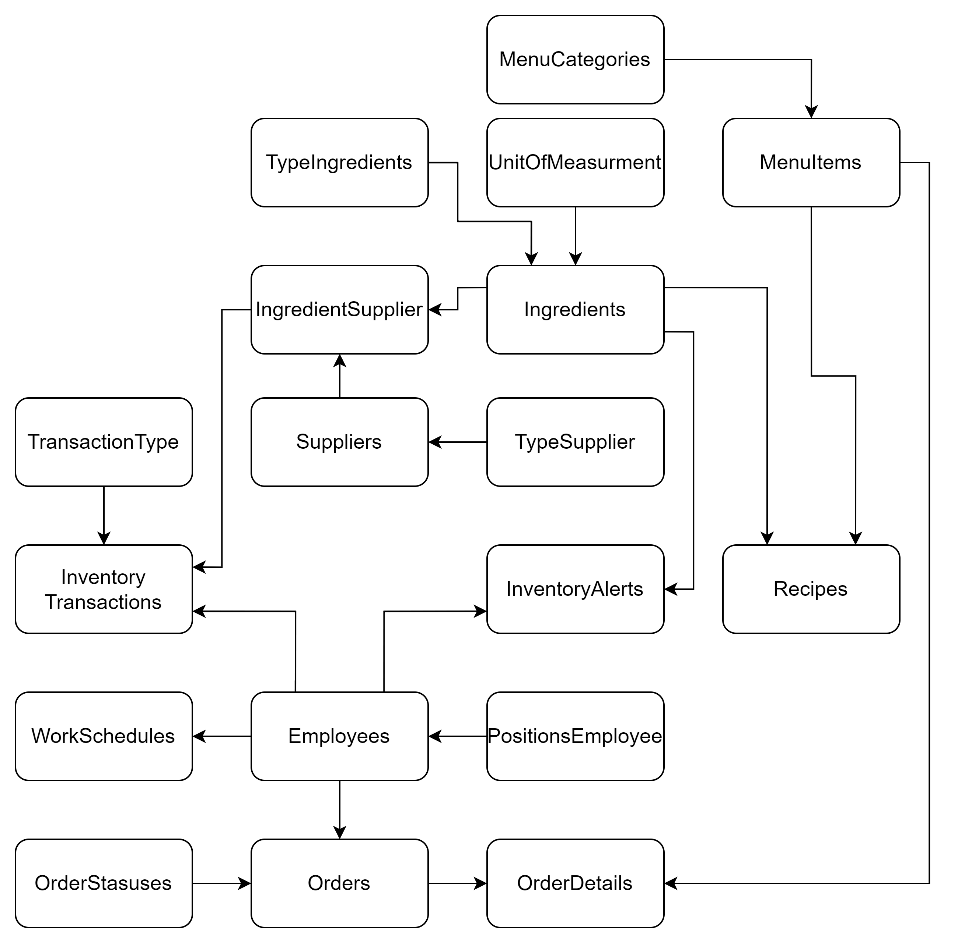 MenuCategories
TypeIngredients
UnitOfMeasurment
MenuItems
IngredientSupplier
Ingredients
TransactionType
Suppliers
TypeSupplier
Inventory
Transactions
InventoryAlerts
Recipes
WorkSchedules
Employees
PositionsEmployee
OrderStasuses
Orders
OrderDetails